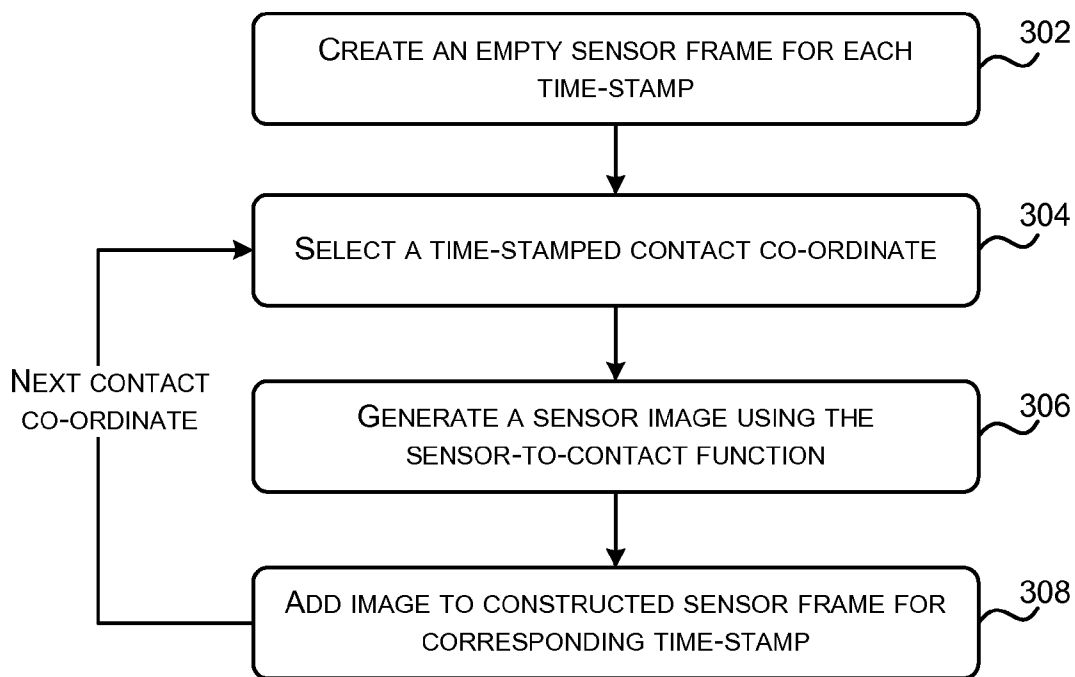 CREATE AN EMPTY SENSOR FRAME FOR EACH
TIME-STAMP
302
SELECT A TIME-STAMPED CONTACT CO-ORDINATE
304
NEXT CONTACT
CO-ORDINATE
GENERATE A SENSOR IMAGE USING THE
SENSOR-TO-CONTACT FUNCTION
306
ADD IMAGE TO CONSTRUCTED SENSOR FRAME FOR
CORRESPONDING TIME-STAMP
308